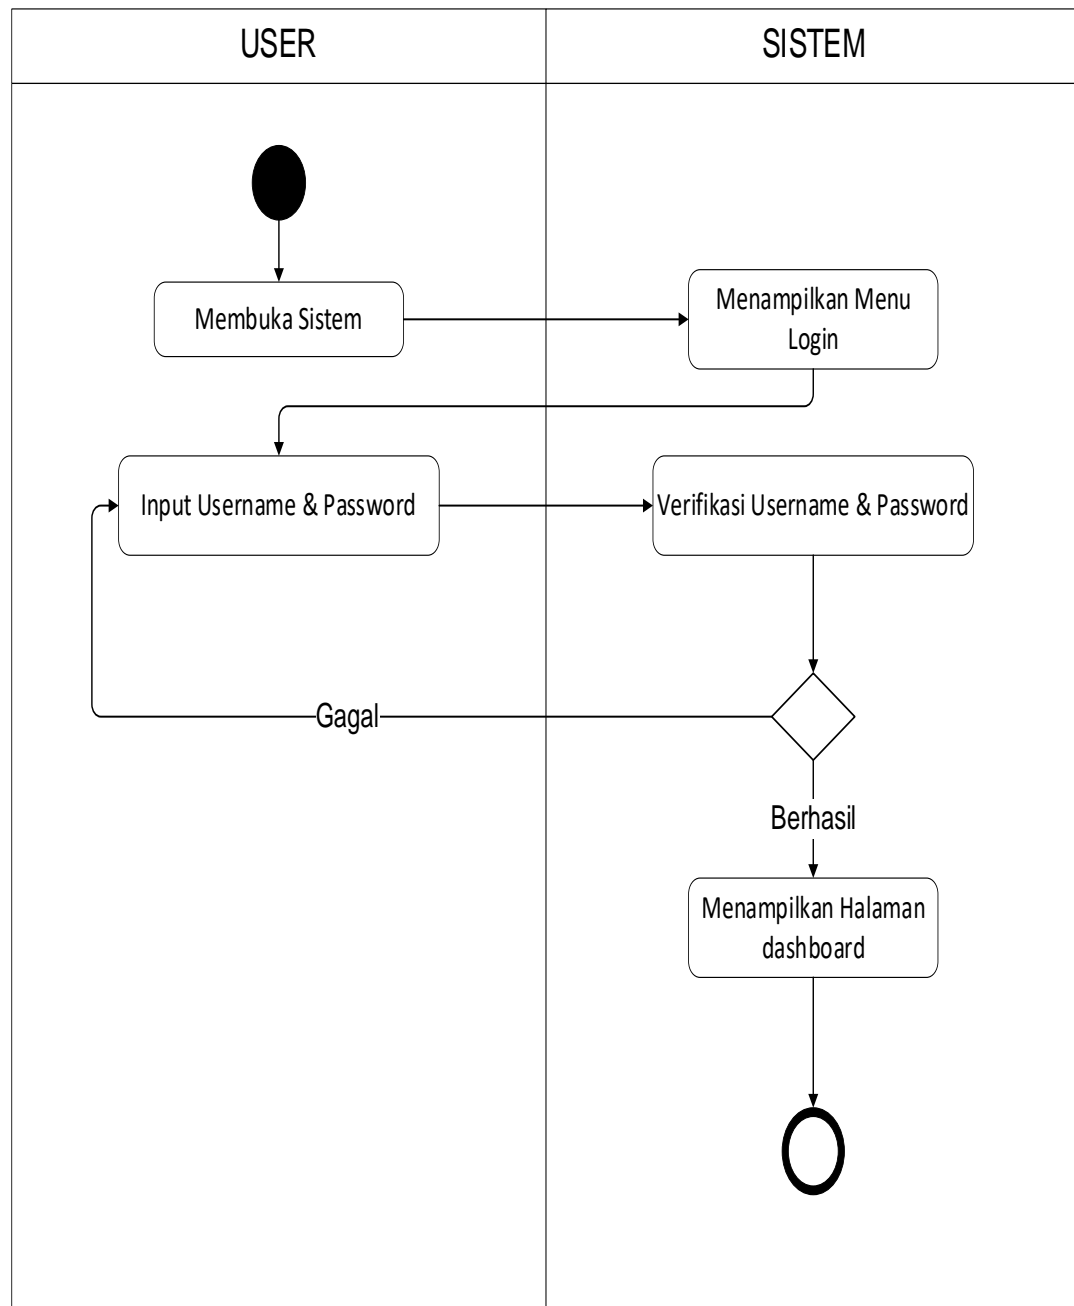 USER
SISTEM
Membuka Sistem
Menampilkan Menu
Login
Input Username & Password
Verifikasi Username & Password
Gagal
Berhasil
Menampilkan Halaman
dashboard